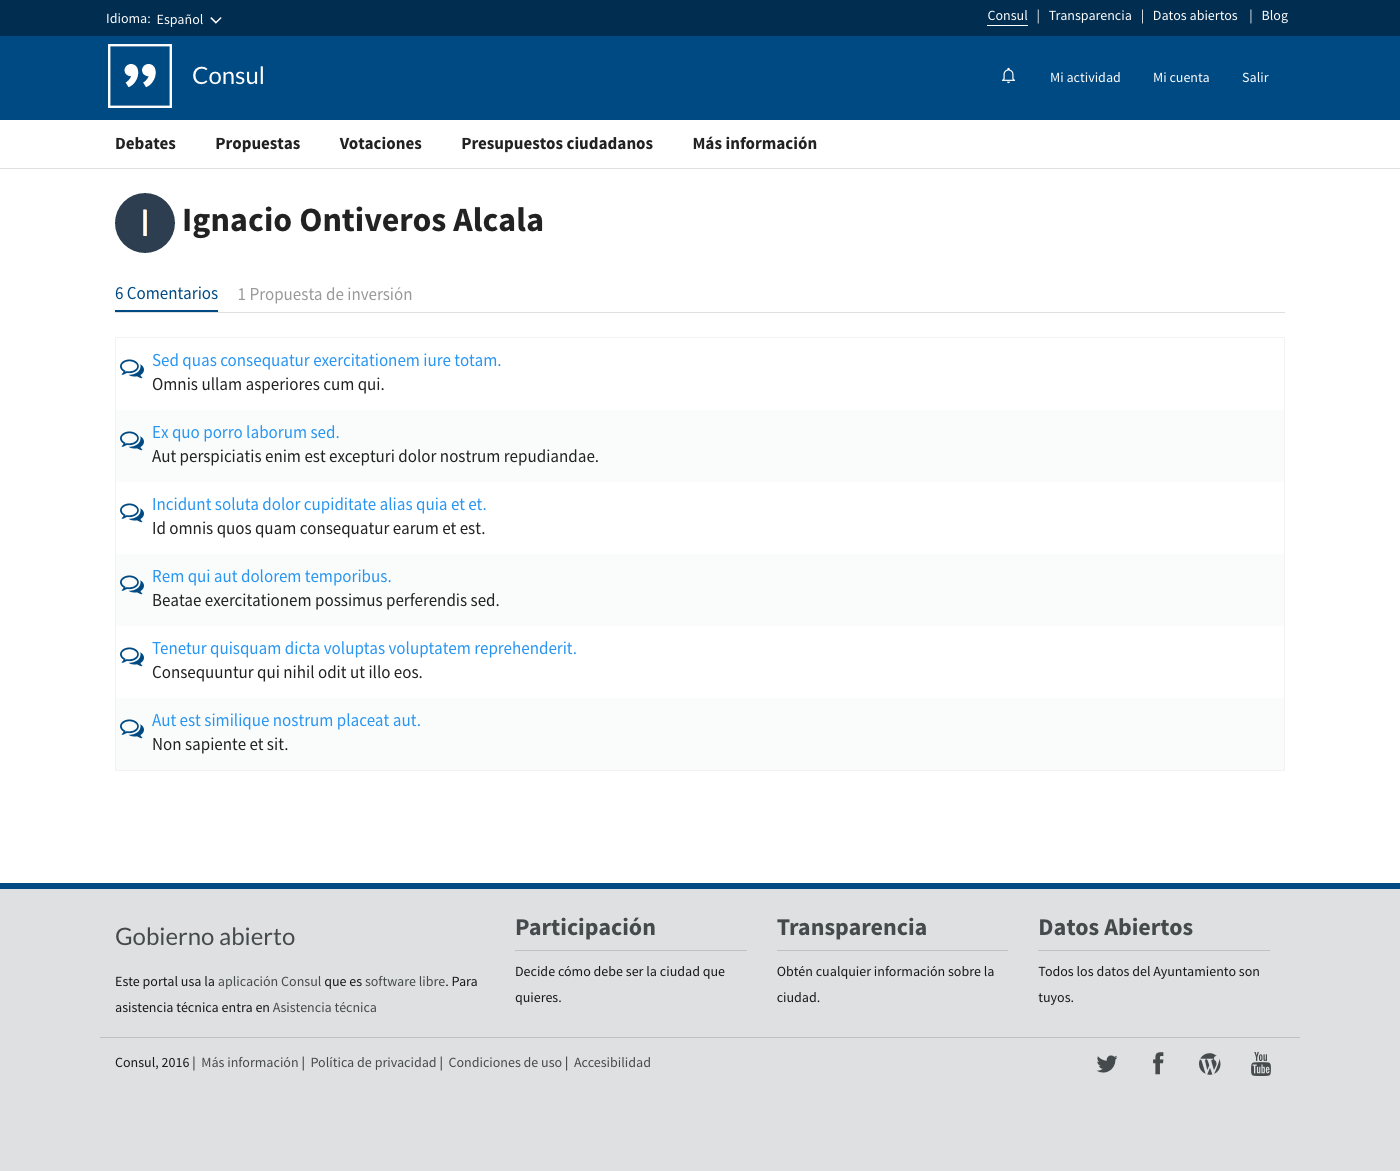 Idioma: Español
Consul | Transparencia | Datos abiertos | Blog
Consul
Mi actividad Mi cuenta Salir
Debates Propuestas Votaciones Presupuestos ciudadanos Más información
I Ignacio Ontiveros Alcala
6 Comentarios 1 Propuesta de inversión
Sed quas consequatur exercitationem iure totam.
Omnis ullam asperiores cum qui.
Ex quo porro laborum sed.
Aut perspiciatis enim est excepturi dolor nostrum repudiandae.
Incidunt soluta dolor cupiditate alias quia et et.
Id omnis quos quam consequatur earum et est.
Rem qui aut dolorem temporibus.
Beatae exercitationem possimus perferendis sed.
Tenetur quisquam dicta voluptas voluptatem reprehenderit.
Consequuntur qui nihil odit ut illo eos.
Aut est similique nostrum placeat aut.
Non sapiente et sit.
Gobierno abierto
Este portal usa la aplicación Consul que es software libre. Para
asistencia técnica entra en Asistencia técnica
Participación
Decide cómo debe ser la ciudad que
quieres.
Transparencia
Obtén cualquier información sobre la
ciudad.
Datos Abiertos
Todos los datos del Ayuntamiento son
tuyos.
Consul, 2016 | Más información | Política de privacidad | Condiciones de uso | Accesibilidad
You
Tube